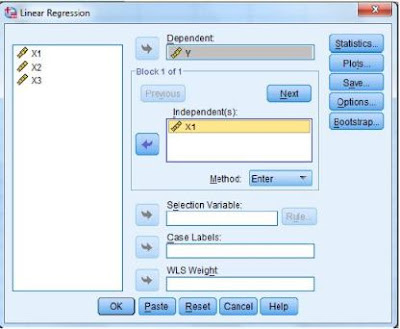 Linear Regression
X1
X2
X3
Dependent:
Y
Block 1 of 1
Previous
Next
Independent(s):
X1
Method:
Enter
Selection Variable:
Rule...
Case Labels:
WLS Weight:
OK
Paste
Reset
Cancel
Help
Statistics...
Plots...
Save...
Options...
Bootstrap...